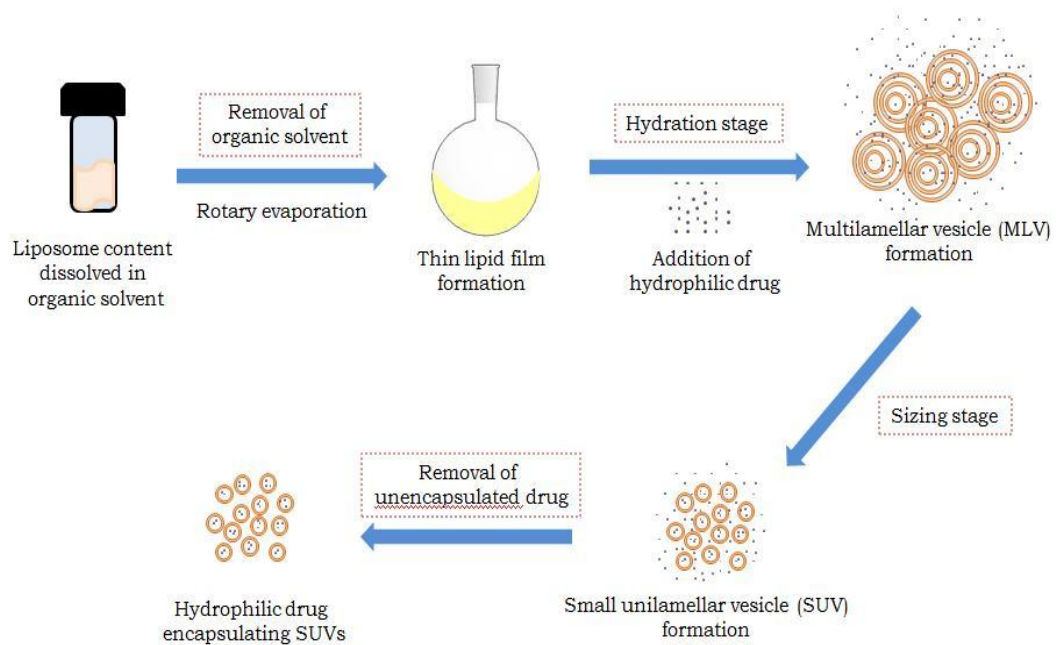 Liposome content
dissolved in
organic solvent
Removal of
organic solvent
Rotary evaporation
Thin lipid film
formation
Hydration stage
Addition of
hydrophilic drug
Multilamellar vesicle (MLV)
formation
Sizing stage
Small unilamellar vesicle (SUV)
formation
Removal of
unencapsulated drug
Hydrophilic drug
encapsulating SUVs